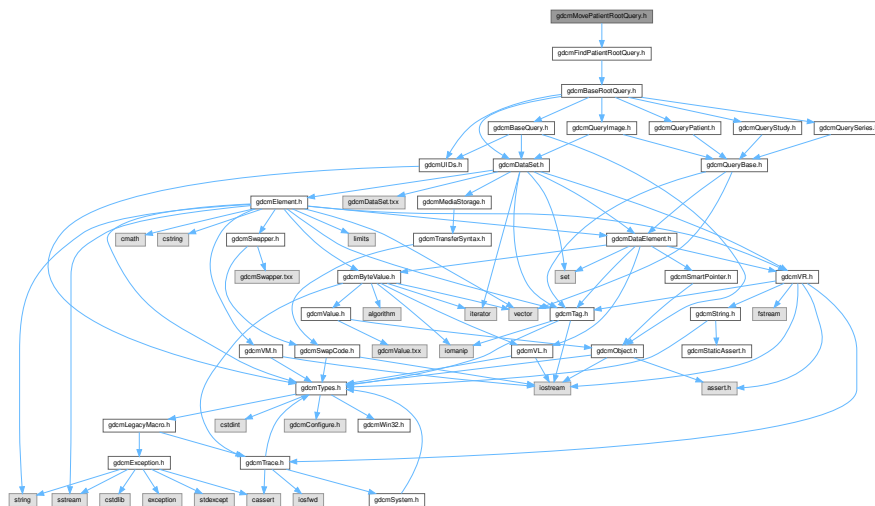 gdcmMovePatientRootQuery.h
gdcmFindPatientRootQuery.h
gdcmBaseRootQuery.h
gdcmBaseQuery.h
gdcmQueryImage.h
gdcmQueryPatient.h
gdcmQueryStudy.h
gdcmQuerySeries.h
gdcmUIDs.h
gdcmDataSet.h
gdcmQueryBase.h
gdcmElement.h
gdcmDataSet.txx
gdcmMediaStorage.h
cmath
cstring
gdcmSwapper.h
limits
gdcmTransferSyntax.h
gdcmDataElement.h
gdcmSwapper.txx
gdcmByteValue.h
set
gdcmSmartPointer.h
gdcmVR.h
gdcmValue.h
algorithm
iterator
vector
gdcmTag.h
gdcmString.h
fstream
gdcmVM.h
gdcmSwapCode.h
gdcmValue.txx
iomanip
gdcmVL.h
gdcmObject.h
gdcmStaticAssert.h
gdcmTypes.h
iostream
assert.h
gdcmLegacyMacro.h
cstdint
gdcmConfigure.h
gdcmWin32.h
gdcmException.h
gdcmTrace.h
string
sstream
cstdlib
exception
stdexcept
cassert
iosfwd
gdcmSystem.h